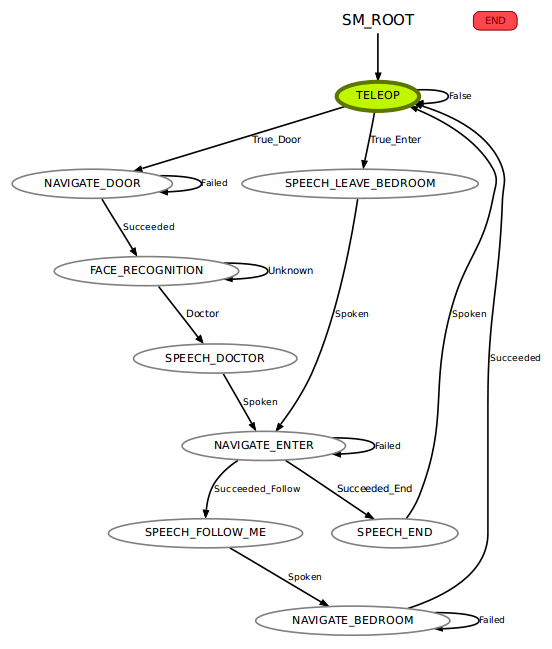 SM_ROOT
END
TELEOP
False
True_Door
True_Enter
NAVIGATE_DOOR
Failed
SPEECH_LEAVE_BEDROOM
Succeeded
FACE_RECOGNITION
Unknown
Doctor
Spoken
Spoken
SPEECH_DOCTOR
Succeeded
Spoken
NAVIGATE_ENTER
Failed
Succeeded_Follow
Succeeded_End
SPEECH_FOLLOW_ME
SPEECH_END
Spoken
NAVIGATE_BEDROOM
Failed